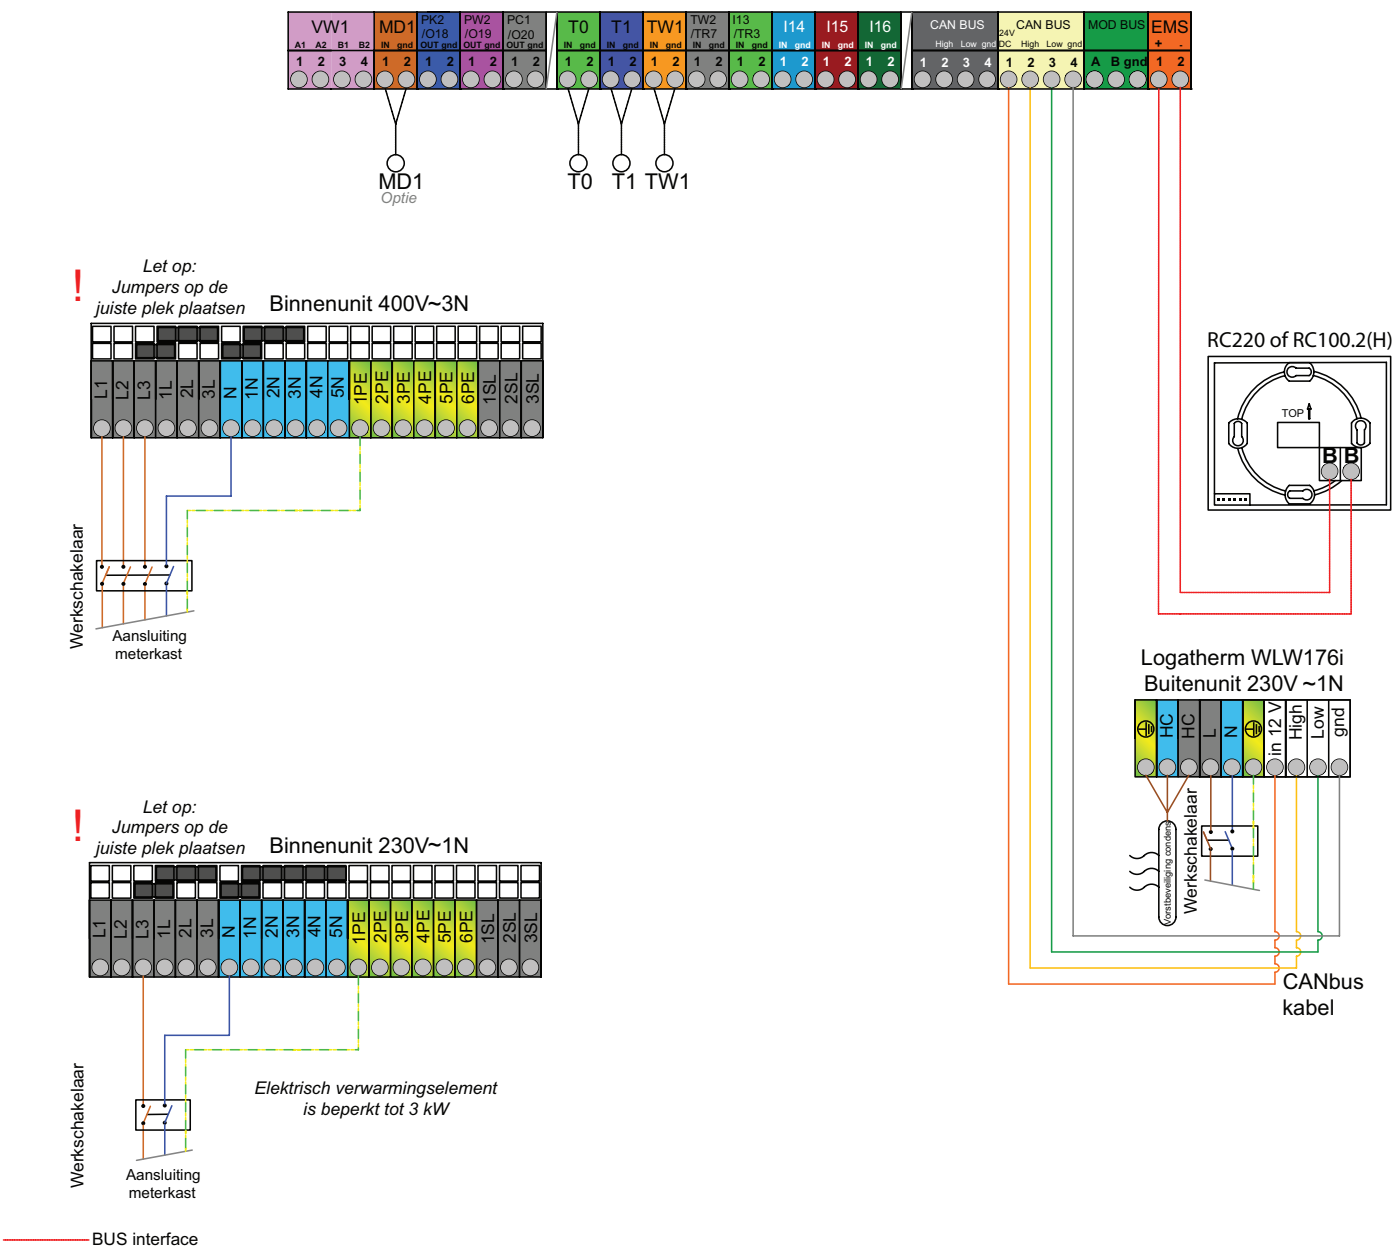 VW1 MD1 PK2 /O18 PW2 /O19 PC1 /O20 T0 T1 TW1 TW2 /TR7 I13 /TR3 I14 I15 I16 CAN BUS CAN BUS MOD BUS EMS
A1 A2 B1 B2 IN gnd OUT gnd OUT gnd OUT gnd IN gnd IN gnd IN gnd IN gnd IN gnd IN gnd IN gnd IN gnd High Low gnd 24V DC High Low gnd + -
1 2 3 4 1 2 1 2 1 2 1 2 1 2 1 2 1 2 1 2 1 2 1 2 1 2 1 2 1 2 3 4 1 2 3 4 A B gnd 1 2
MD1 T0 T1 TW1
Optie
!
Let op:
Jumpers op de
juiste plek plaatsen
Binnenunit 400V~3N
L1 L2 L3 1L 2L 3L N 1N 2N 3N 4N 5N 1PE 2PE 3PE 4PE 5PE 6PE 1SL 2SL 3SL
Werkschakelaar
Aansluiting
meterkast
RC220 of RC100.2(H)
TOP
B B
Logatherm WLW176i
Buitenunit 230V ~1N
HC HC L N in 12 V High Low gnd
Vorstbeveiliging condens
Werkschakelaar
CANbus
kabel
!
Let op:
Jumpers op de
juiste plek plaatsen
Binnenunit 230V~1N
L1 L2 L3 1L 2L 3L N 1N 2N 3N 4N 5N 1PE 2PE 3PE 4PE 5PE 6PE 1SL 2SL 3SL
Elektrisch verwarmingselement
is beperkt tot 3 kW
Werkschakelaar
Aansluiting
meterkast
BUS interface